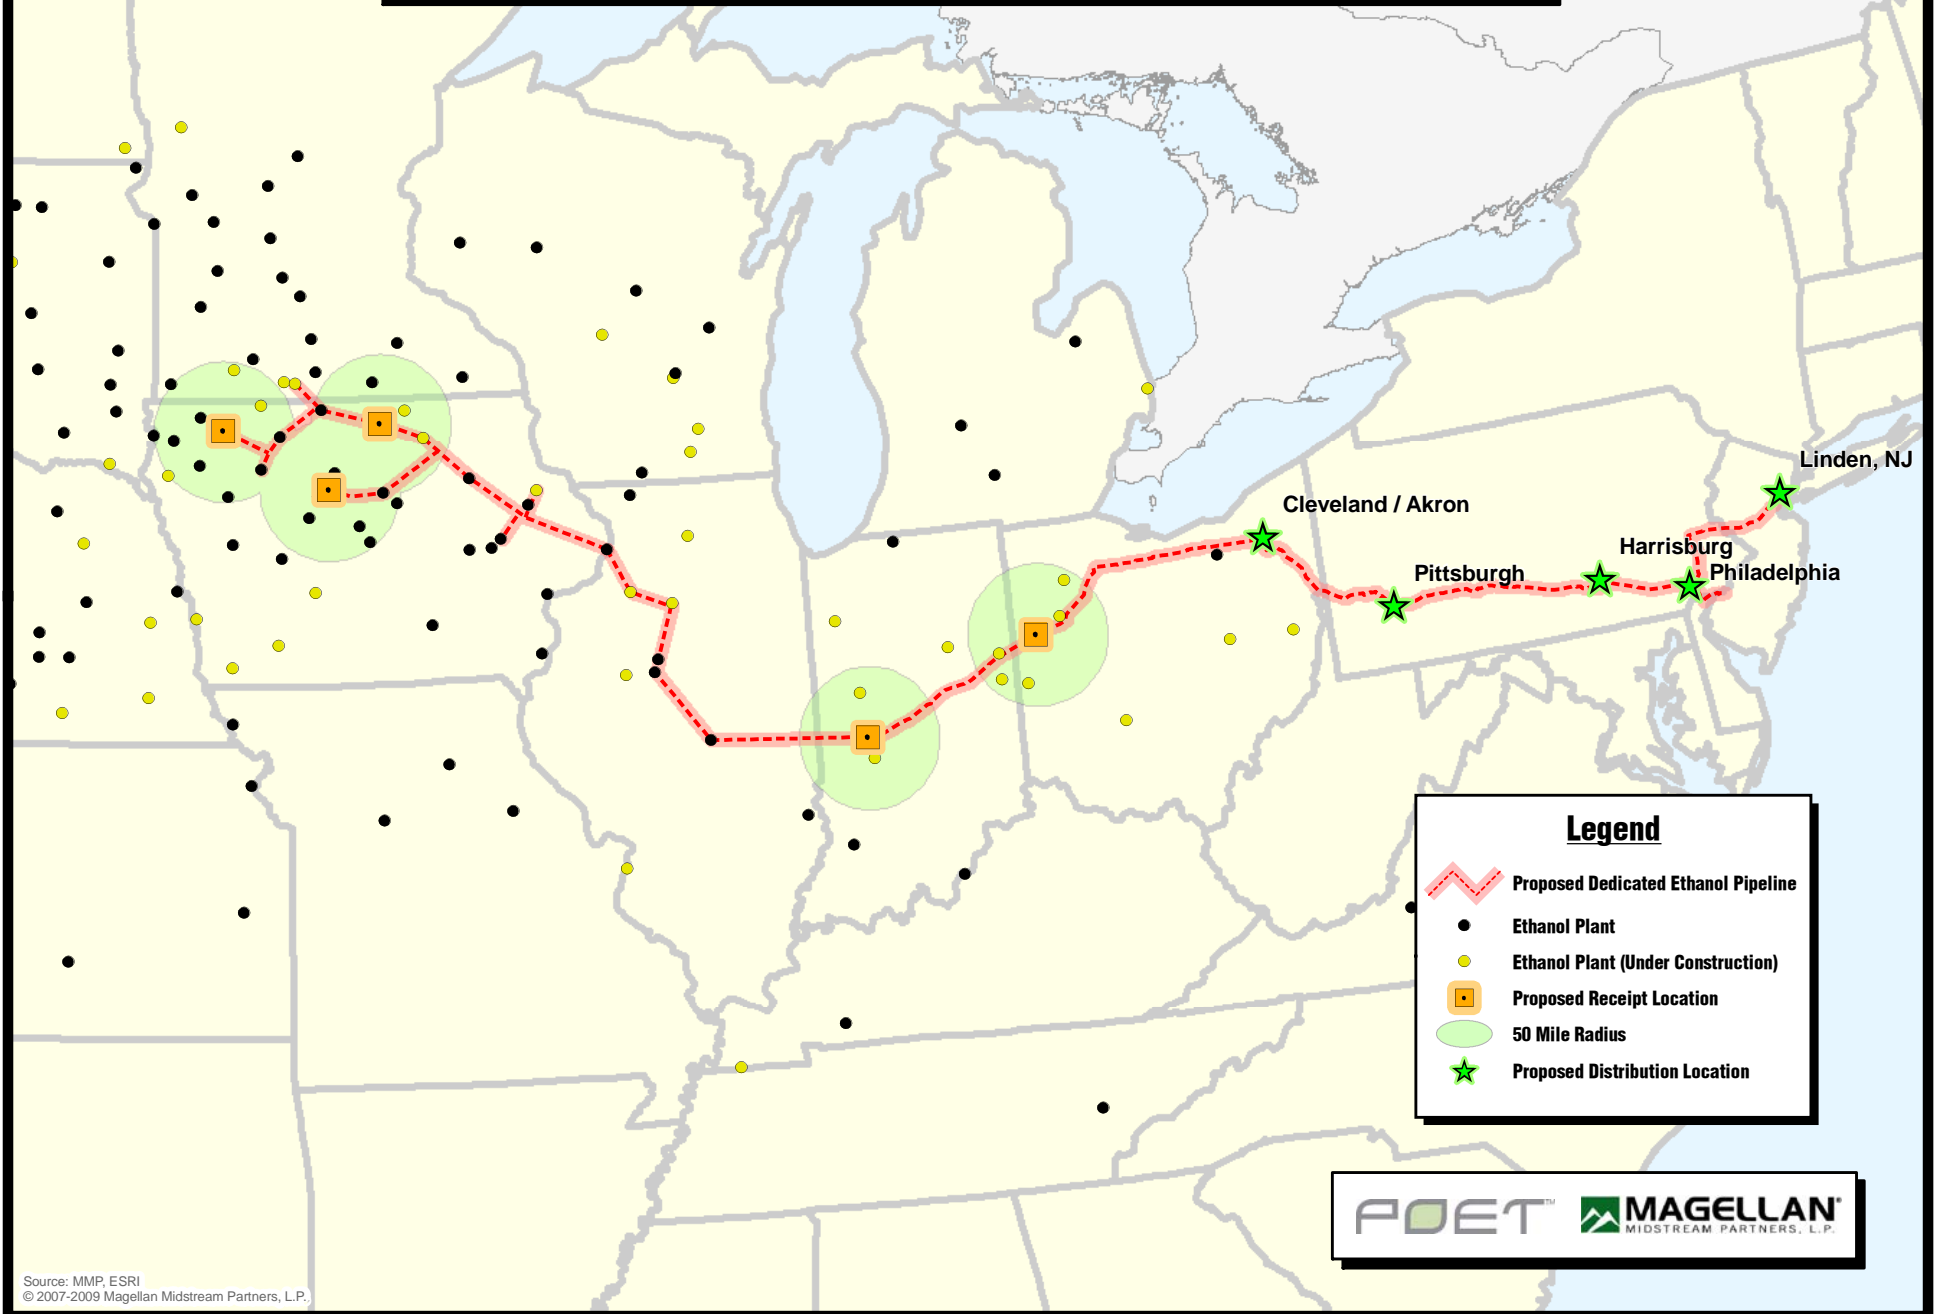 Linden, NJ
Cleveland / Akron
Harrisburg
Pittsburgh
Philadelphia
Legend
Proposed Dedicated Ethanol Pipeline
Ethanol Plant
Ethanol Plant (Under Construction)
Proposed Receipt Location
50 Mile Radius
Proposed Distribution Location
POET™
MAGELLAN®
MIDSTREAM PARTNERS, L.P.
Source: MMP, ESRI
© 2007-2009 Magellan Midstream Partners, L.P.